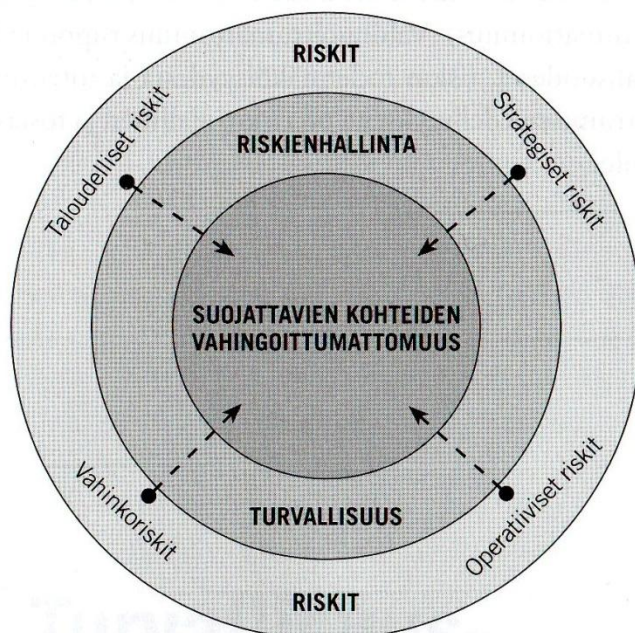 RISKIT
Taloudelliset riskit
Strategiset riskit
RISKIENHALLINTA
SUOJATTAVIEN KOHTEIDEN
VAHINGOITTUMATTOMUUS
Vahinkoriskit
Operatiiviset riskit
TURVALLISUUS
RISKIT